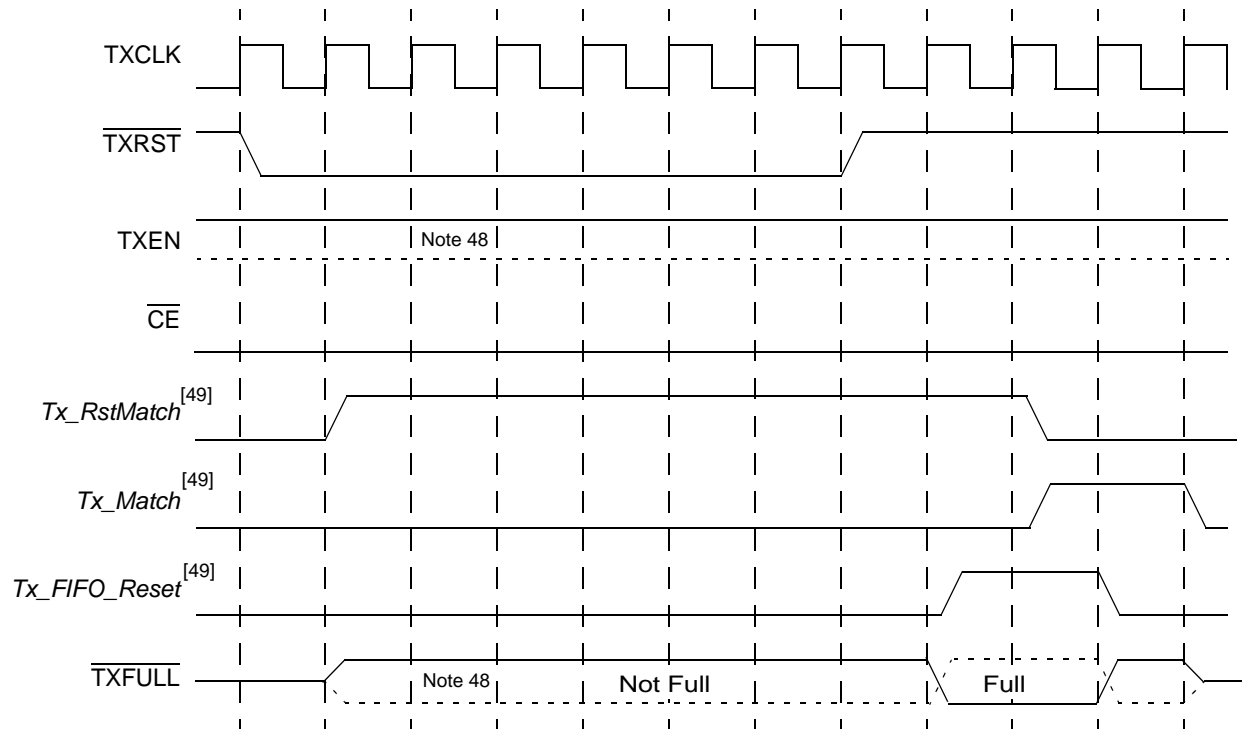 TXCLK
TXRST
TXEN
Note 48
CE
Tx_RstMatch[49]
Tx_Match[49]
Tx_FIFO_Reset[49]
TXFULL
Note 48
Not Full
Full